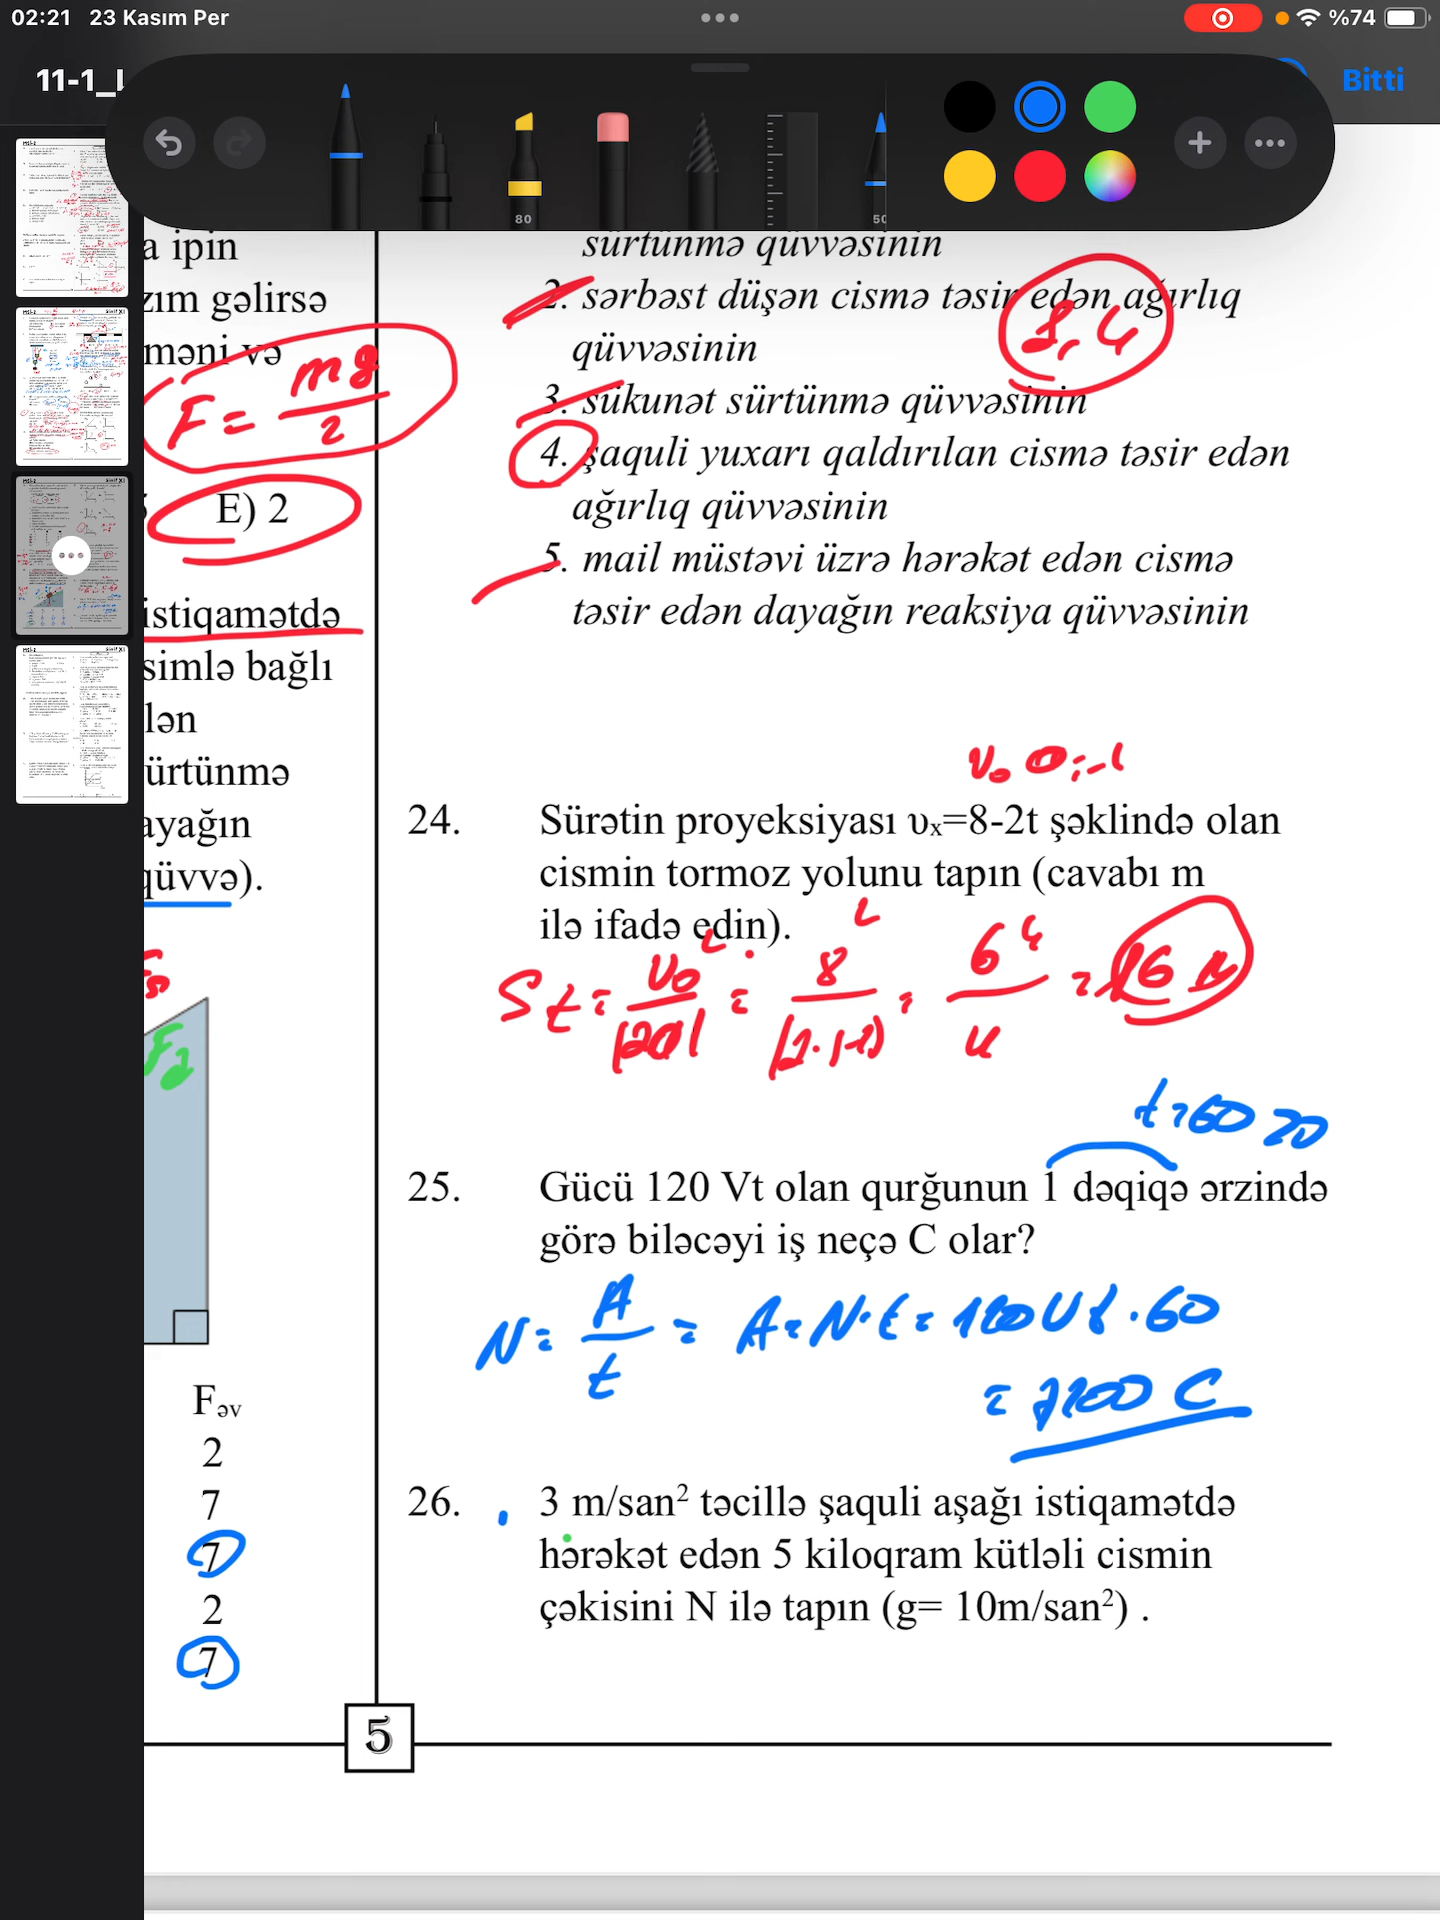 02:21 23 Kasım Per
%74
11-1_
Bitti
80
50
a ipin
zım gəlirsə
məni və
F = mg/2
E) 2
istiqamətdə
simlə bağlı
lən
ürtünmə
ayağın
qüvvə).
F2
Fəv
2
7
7
2
7
sürtünmə qüvvəsinin
2. sərbəst düşən cismə təsir edən ağırlıq
qüvvəsinin
3. sükunət sürtünmə qüvvəsinin
4. şaquli yuxarı qaldırılan cismə təsir edən
ağırlıq qüvvəsinin
5. mail müstəvi üzrə hərəkət edən cismə
təsir edən dayağın reaksiya qüvvəsinin
24. Sürətin proyeksiyası υx=8-2t şəklində olan
cismin tormoz yolunu tapın (cavabı m
ilə ifadə edin).
t=60
25. Gücü 120 Vt olan qurğunun 1 dəqiqə ərzində
görə biləcəyi iş neçə C olar?
N = A/t = A=N·t= 120 Vt · 60
= 7200 C
26. 3 m/san² təcillə şaquli aşağı istiqamətdə
hərəkət edən 5 kiloqram kütləli cismin
çəkisini N ilə tapın (g= 10m/san²) .
5